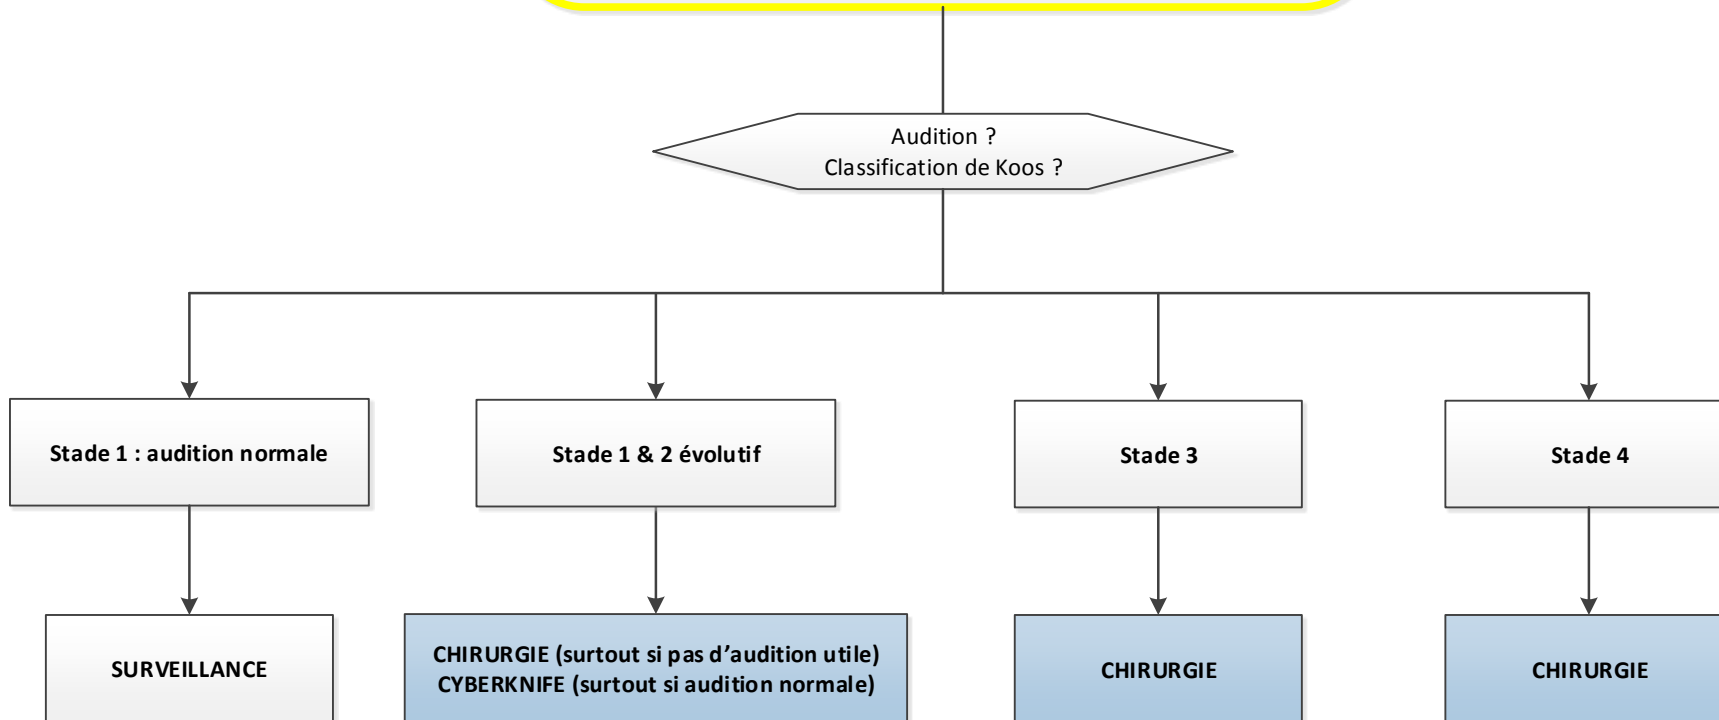 Audition ?
Classification de Koos ?
Stade 1 : audition normale
Stade 1 & 2 évolutif
Stade 3
Stade 4
SURVEILLANCE
CHIRURGIE (surtout si pas d’audition utile)
CYBERKNIFE (surtout si audition normale)
CHIRURGIE
CHIRURGIE